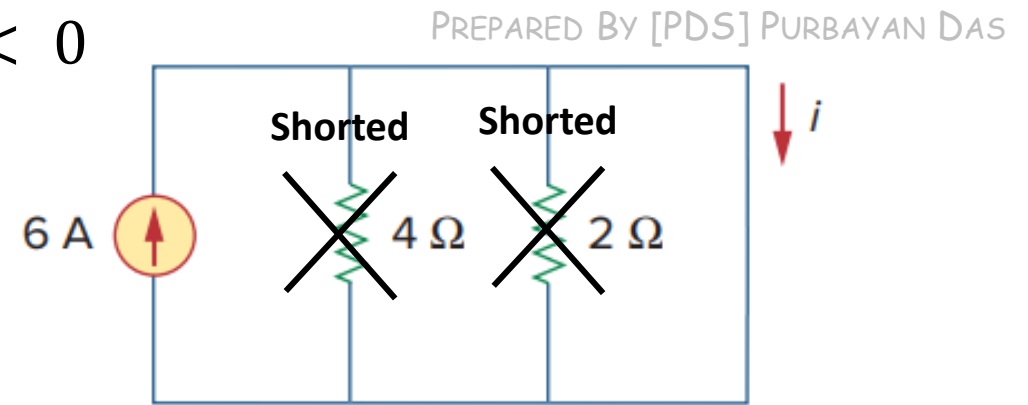 < 0
PREPARED BY [PDS] PURBAYAN DAS
Shorted Shorted
i
6 A 4 Ω 2 Ω